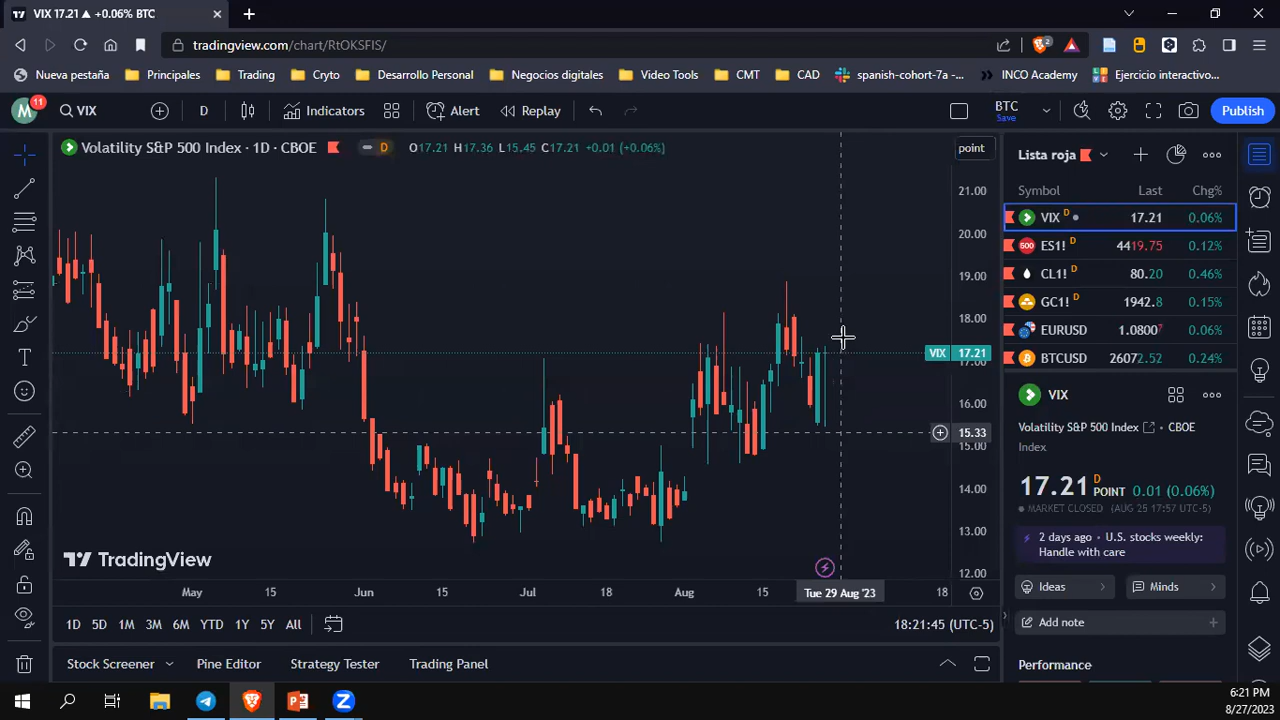 VIX 17.21 ▲ +0.06% BTC
tradingview.com/chart/RtOKSFIS/
2
Nueva pestaña
Principales
Trading
Cryto
Desarrollo Personal
Negocios digitales
Video Tools
CMT
CAD
spanish-cohort-7a -...
INCO Academy
Ejercicio interactivo...
M
11
VIX
D
Indicators
Alert
Replay
BTC
Save
Publish
Volatility S&P 500 Index · 1D · CBOE
D
O17.21 H17.36 L15.45 C17.21 +0.01 (+0.06%)
point
21.00
20.00
19.00
18.00
VIX 17.21
17.00
16.00
15.33
15.00
14.00
13.00
12.00
TradingView
May
15
Jun
15
Jul
18
Aug
15
Tue 29 Aug '23
18
1D 5D 1M 3M 6M YTD 1Y 5Y All
18:21:45 (UTC-5)
Stock Screener
Pine Editor
Strategy Tester
Trading Panel
Lista roja
Symbol Last Chg%
VIX D 17.21 0.06%
500 ES1! D 4419.75 0.12%
CL1! D 80.20 0.46%
GC1! D 1942.8 0.15%
EURUSD 1.08007 0.06%
BTCUSD 26072.52 0.24%
VIX
Volatility S&P 500 Index · CBOE
Index
17.21 D POINT 0.01 (0.06%)
MARKET CLOSED (AUG 25 17:57 UTC-5)
2 days ago · U.S. stocks weekly:
Handle with care
Ideas
Minds
Add note
Performance
6:21 PM
8/27/2023